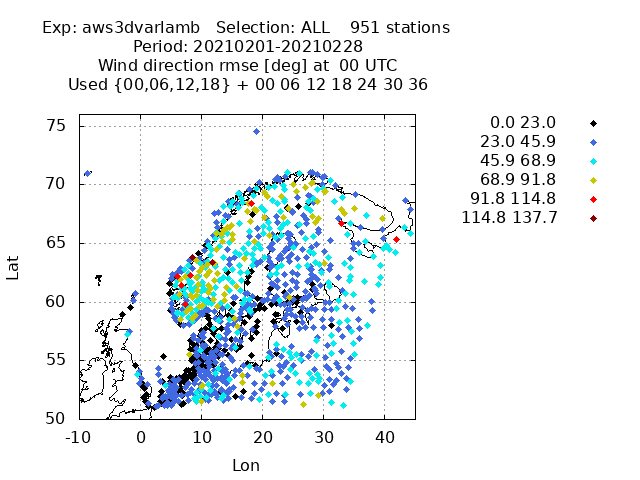 Exp: aws3dvarlamb   Selection: ALL    951 stations
Period: 20210201-20210228
Wind direction rmse [deg] at  00 UTC
Used {00,06,12,18} + 00 06 12 18 24 30 36
75
70
65
60
55
50
Lat
-10 0 10 20 30 40
Lon
0.0 23.0
23.0 45.9
45.9 68.9
68.9 91.8
91.8 114.8
114.8 137.7